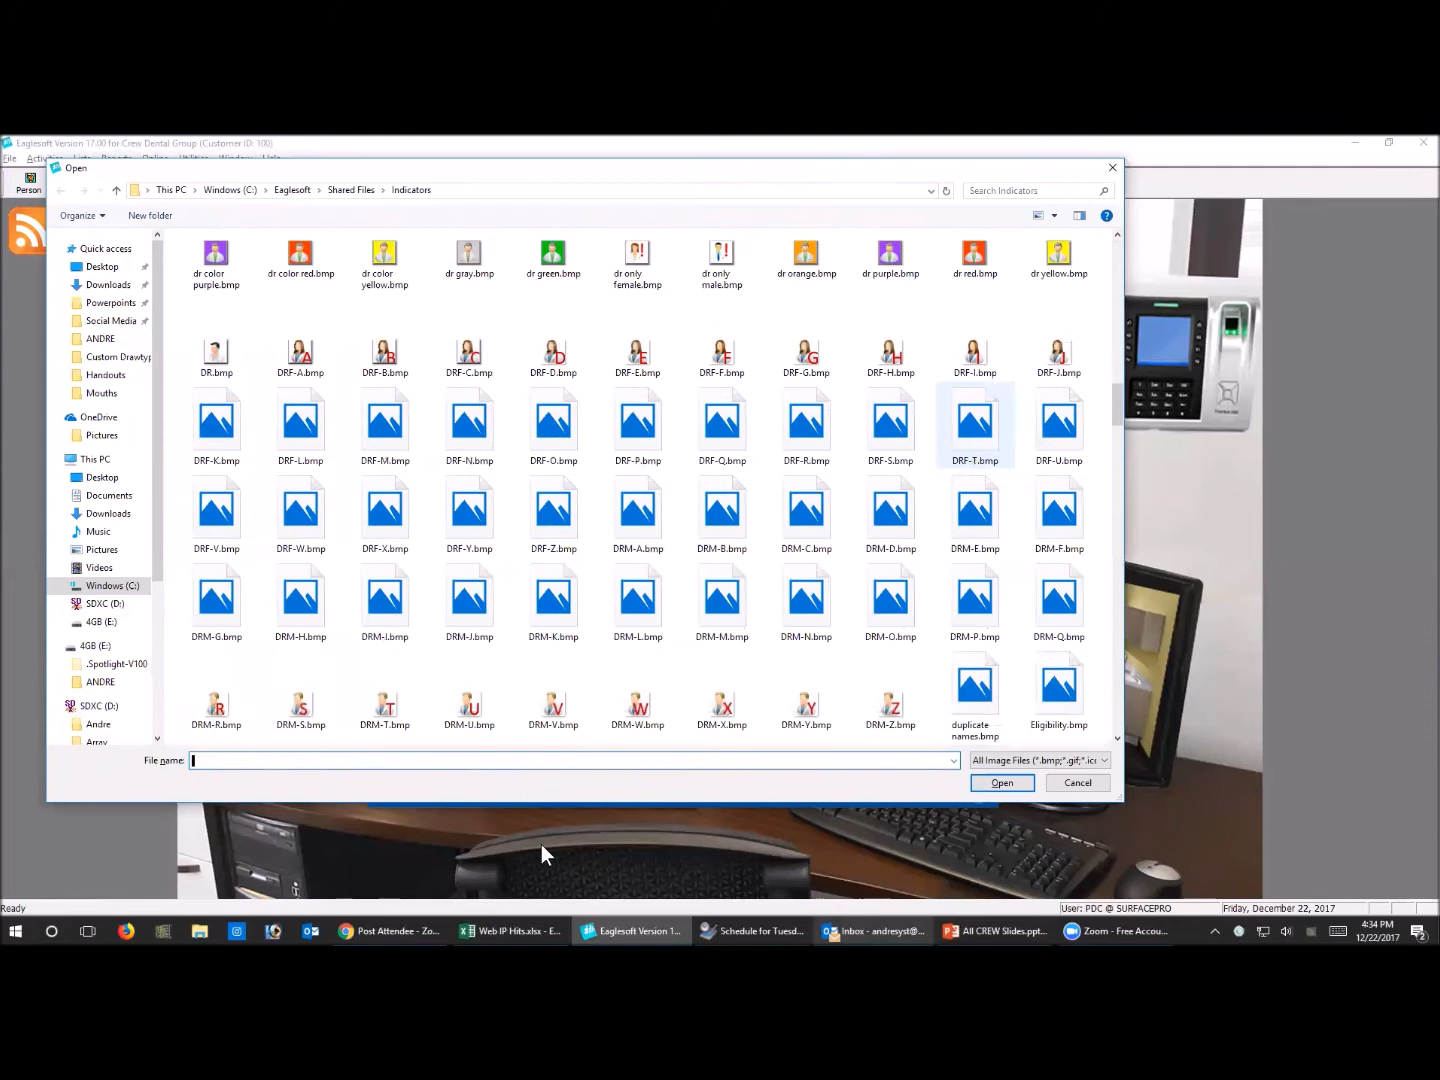 Eaglesoft Version 17.00 for Crew Dental Group (Customer ID: 100)
File Activities Lists Reports Online Utilities Window Help
Person
Open
This PC > Windows (C:) > Eaglesoft > Shared Files > Indicators
Search Indicators
Organize
New folder
Quick access
Desktop
Downloads
Powerpoints
Social Media
ANDRE
Custom Drawtyp
Handouts
Mouths
OneDrive
Pictures
This PC
Desktop
Documents
Downloads
Music
Pictures
Videos
Windows (C:)
SDXC (D:)
4GB (E:)
4GB (E:)
.Spotlight-V100
ANDRE
SDXC (D:)
Andre
Array
dr color purple.bmp
dr color red.bmp
dr color yellow.bmp
dr gray.bmp
dr green.bmp
dr only female.bmp
dr only male.bmp
dr orange.bmp
dr purple.bmp
dr red.bmp
dr yellow.bmp
DR.bmp DRF-A.bmp DRF-B.bmp DRF-C.bmp DRF-D.bmp DRF-E.bmp DRF-F.bmp DRF-G.bmp DRF-H.bmp DRF-I.bmp DRF-J.bmp
DRF-K.bmp DRF-L.bmp DRF-M.bmp DRF-N.bmp DRF-O.bmp DRF-P.bmp DRF-Q.bmp DRF-R.bmp DRF-S.bmp DRF-T.bmp DRF-U.bmp
DRF-V.bmp DRF-W.bmp DRF-X.bmp DRF-Y.bmp DRF-Z.bmp DRM-A.bmp DRM-B.bmp DRM-C.bmp DRM-D.bmp DRM-E.bmp DRM-F.bmp
DRM-G.bmp DRM-H.bmp DRM-I.bmp DRM-J.bmp DRM-K.bmp DRM-L.bmp DRM-M.bmp DRM-N.bmp DRM-O.bmp DRM-P.bmp DRM-Q.bmp
DRM-R.bmp DRM-S.bmp DRM-T.bmp DRM-U.bmp DRM-V.bmp DRM-W.bmp DRM-X.bmp DRM-Y.bmp DRM-Z.bmp duplicate names.bmp Eligibility.bmp
File name:
All Image Files (*.bmp;*.gif;*.icc
Open
Cancel
Ready
User: PDC @ SURFACEPRO
Friday, December 22, 2017
Post Attendee - Zo...
Web IP Hits.xlsx - E...
Eaglesoft Version 1...
Schedule for Tuesd...
Inbox - andresyst@...
All CREW Slides.ppt...
Zoom - Free Accou...
4:34 PM
12/22/2017
2